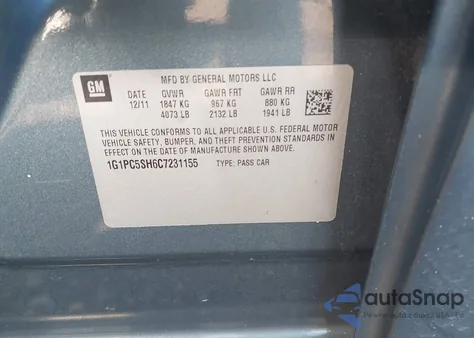 GM
MFD BY GENERAL MOTORS LLC
DATE GVWR GAWR FRT GAWR RR
12/11 1847 KG 967 KG 880 KG
4073 LB 2132 LB 1941 LB
THIS VEHICLE CONFORMS TO ALL APPLICABLE U.S. FEDERAL MOTOR
VEHICLE SAFETY, BUMPER, AND THEFT PREVENTION STANDARDS IN
EFFECT ON THE DATE OF MANUFACTURE SHOWN ABOVE.
1G1PC5SH6C7231155 TYPE: PASS CAR
autaSnap